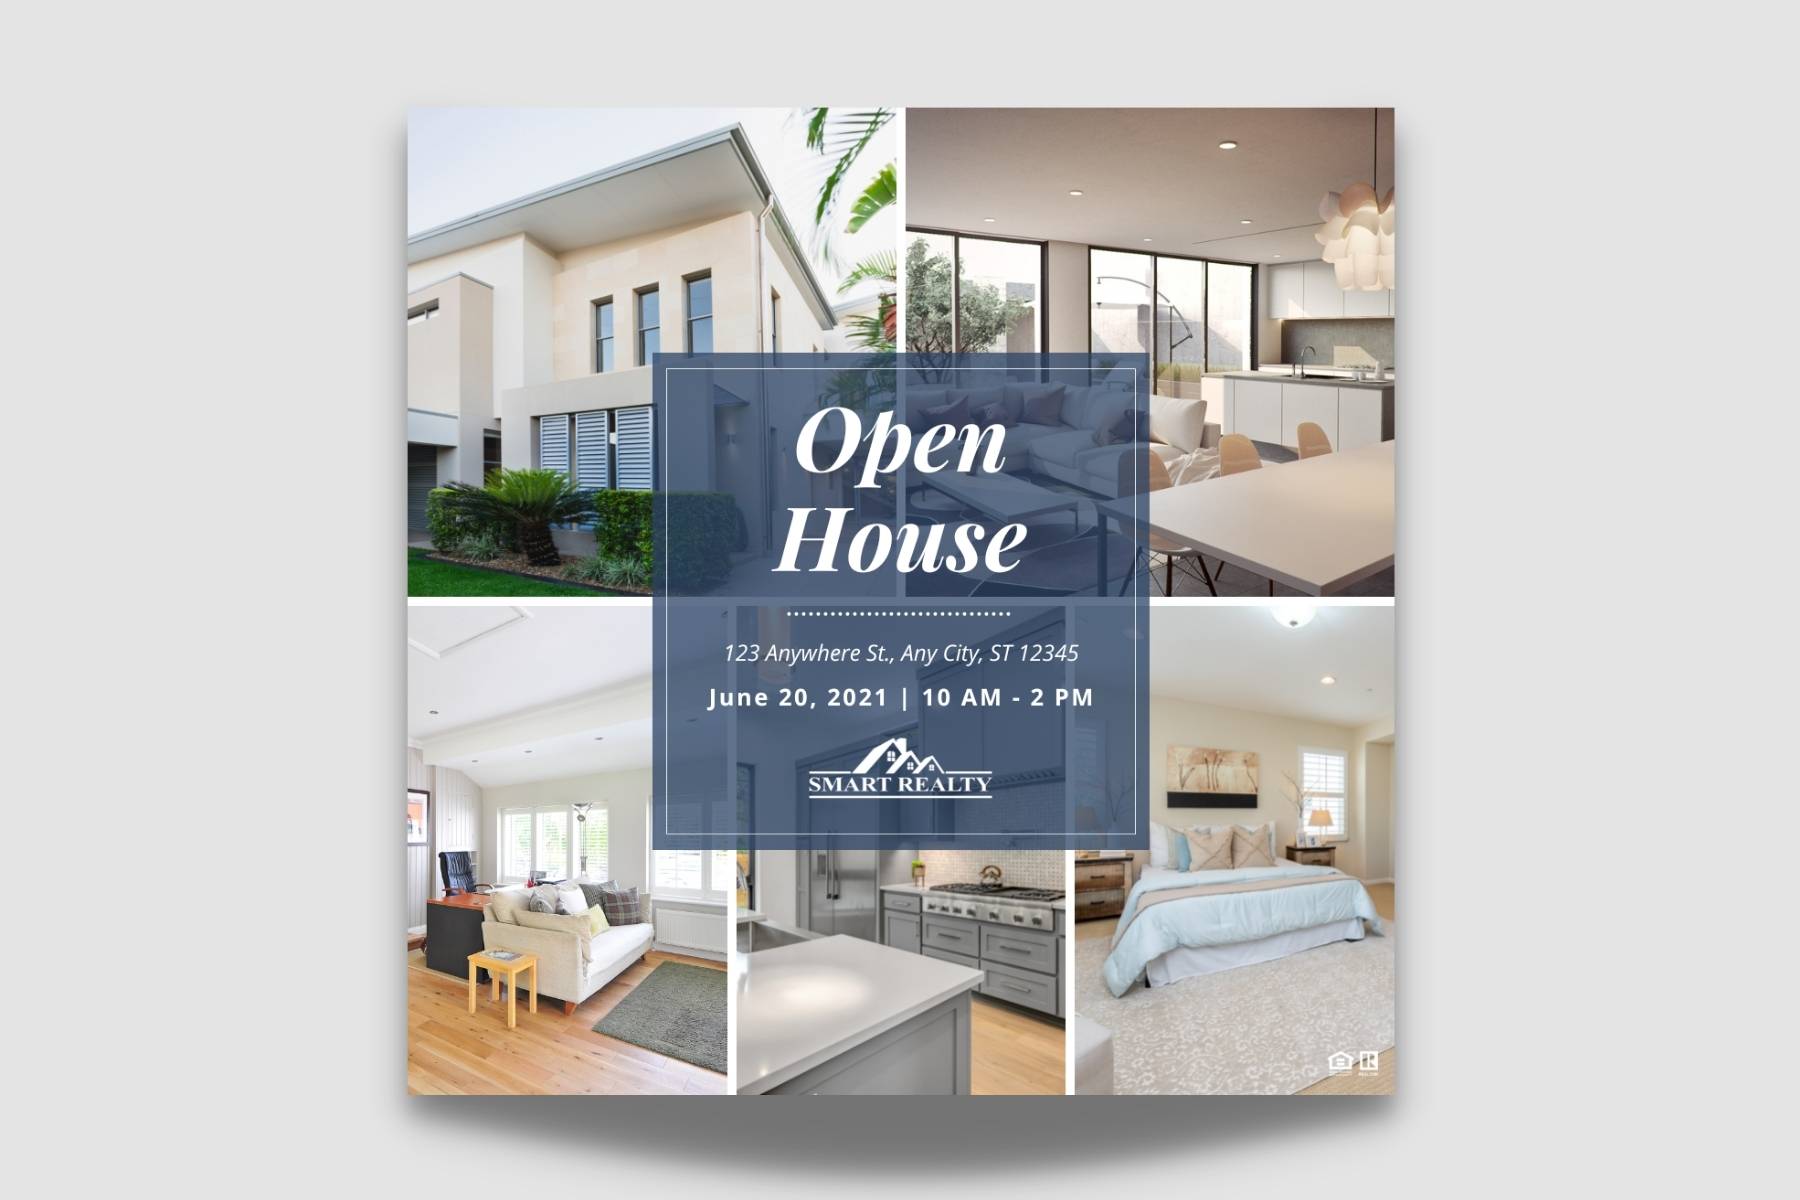 Open
House
123 Anywhere St., Any City, ST 12345
June 20, 2021 | 10 AM - 2 PM
SMART REALTY